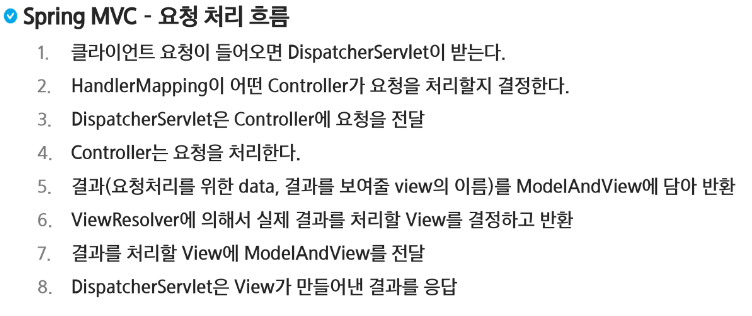 Spring MVC - 요청 처리 흐름
1. 클라이언트 요청이 들어오면 DispatcherServlet이 받는다.
2. HandlerMapping이 어떤 Controller가 요청을 처리할지 결정한다.
3. DispatcherServlet은 Controller에 요청을 전달
4. Controller는 요청을 처리한다.
5. 결과(요청처리를 위한 data, 결과를 보여줄 view의 이름)를 ModelAndView에 담아 반환
6. ViewResolver에 의해서 실제 결과를 처리할 View를 결정하고 반환
7. 결과를 처리할 View에 ModelAndView를 전달
8. DispatcherServlet은 View가 만들어낸 결과를 응답